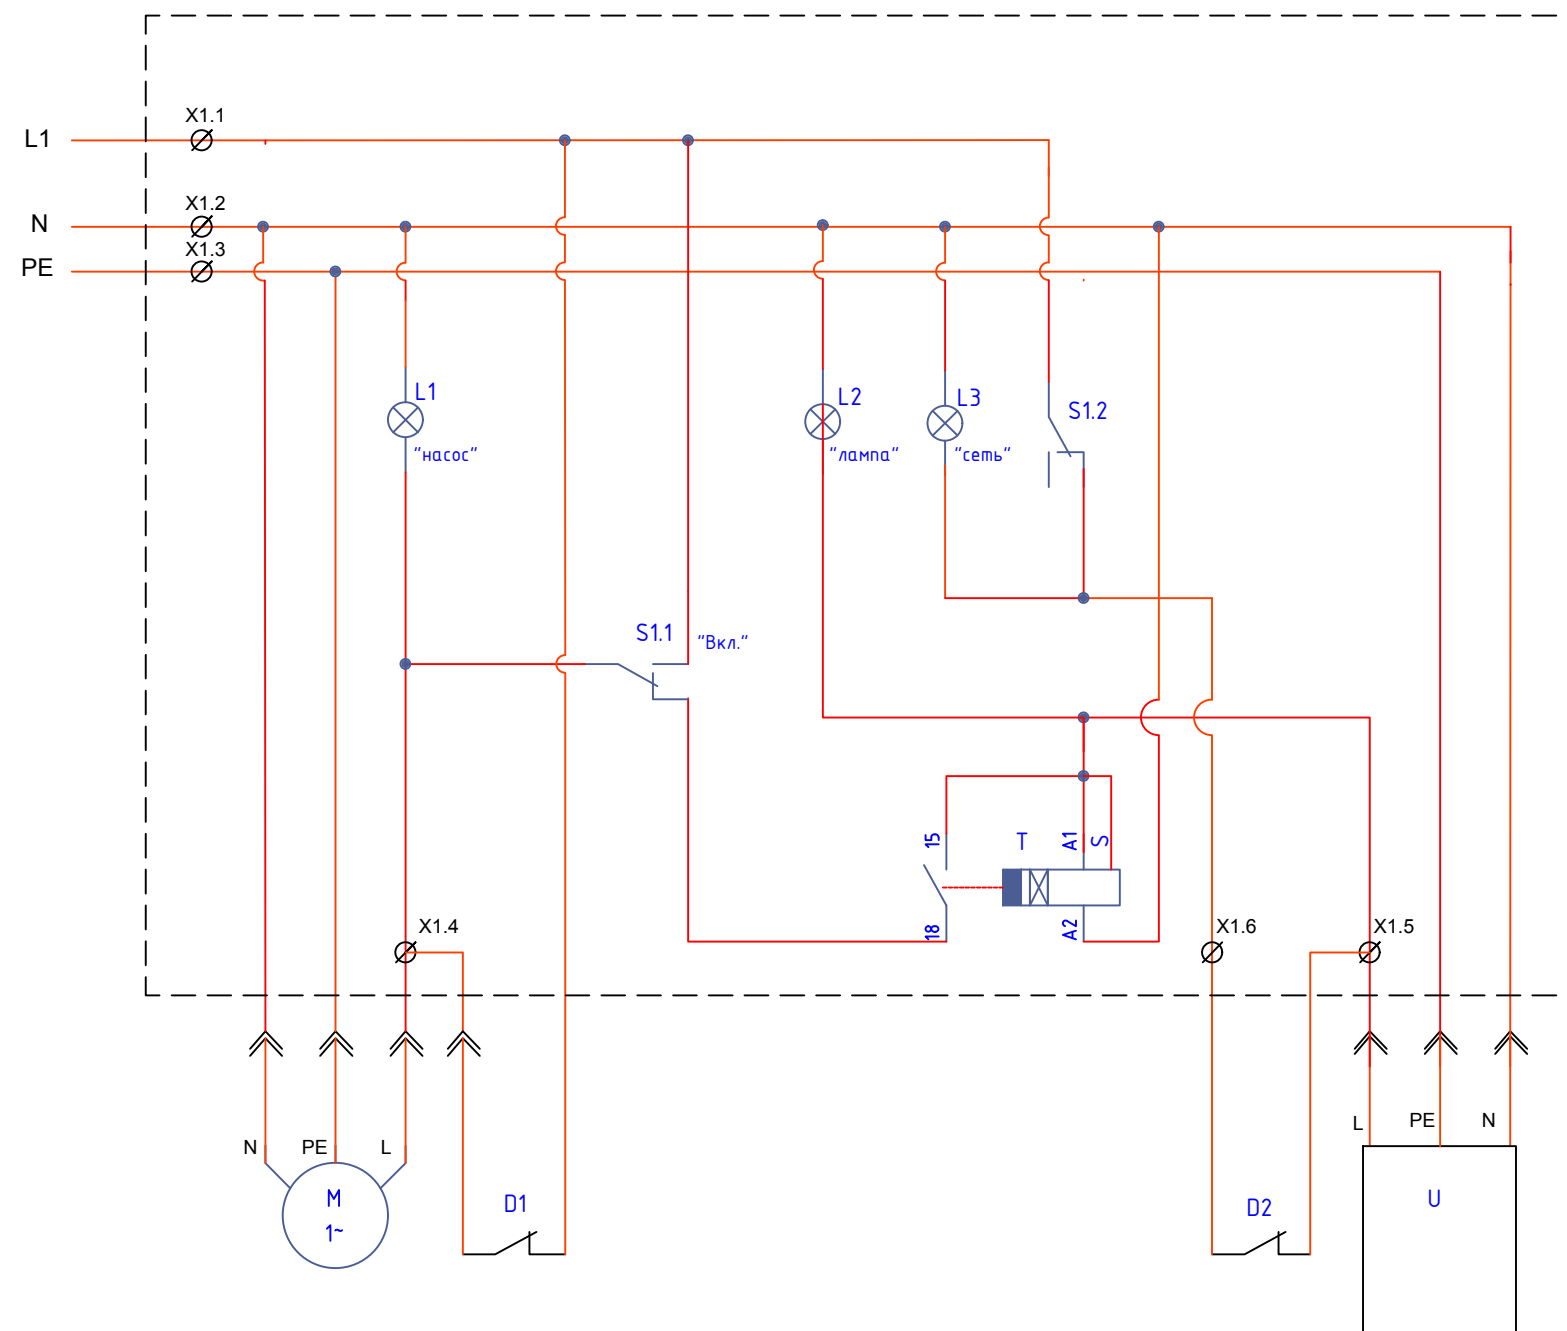 X1.1
L1
X1.2
N
X1.3
PE
L1
"насос"
L2
"лампа"
L3
"сеть"
S1.2
S1.1
"Вкл."
15
T
A1
S
18
A2
X1.4
X1.6
X1.5
N
PE
L
L
PE
N
M
1~
D1
D2
U